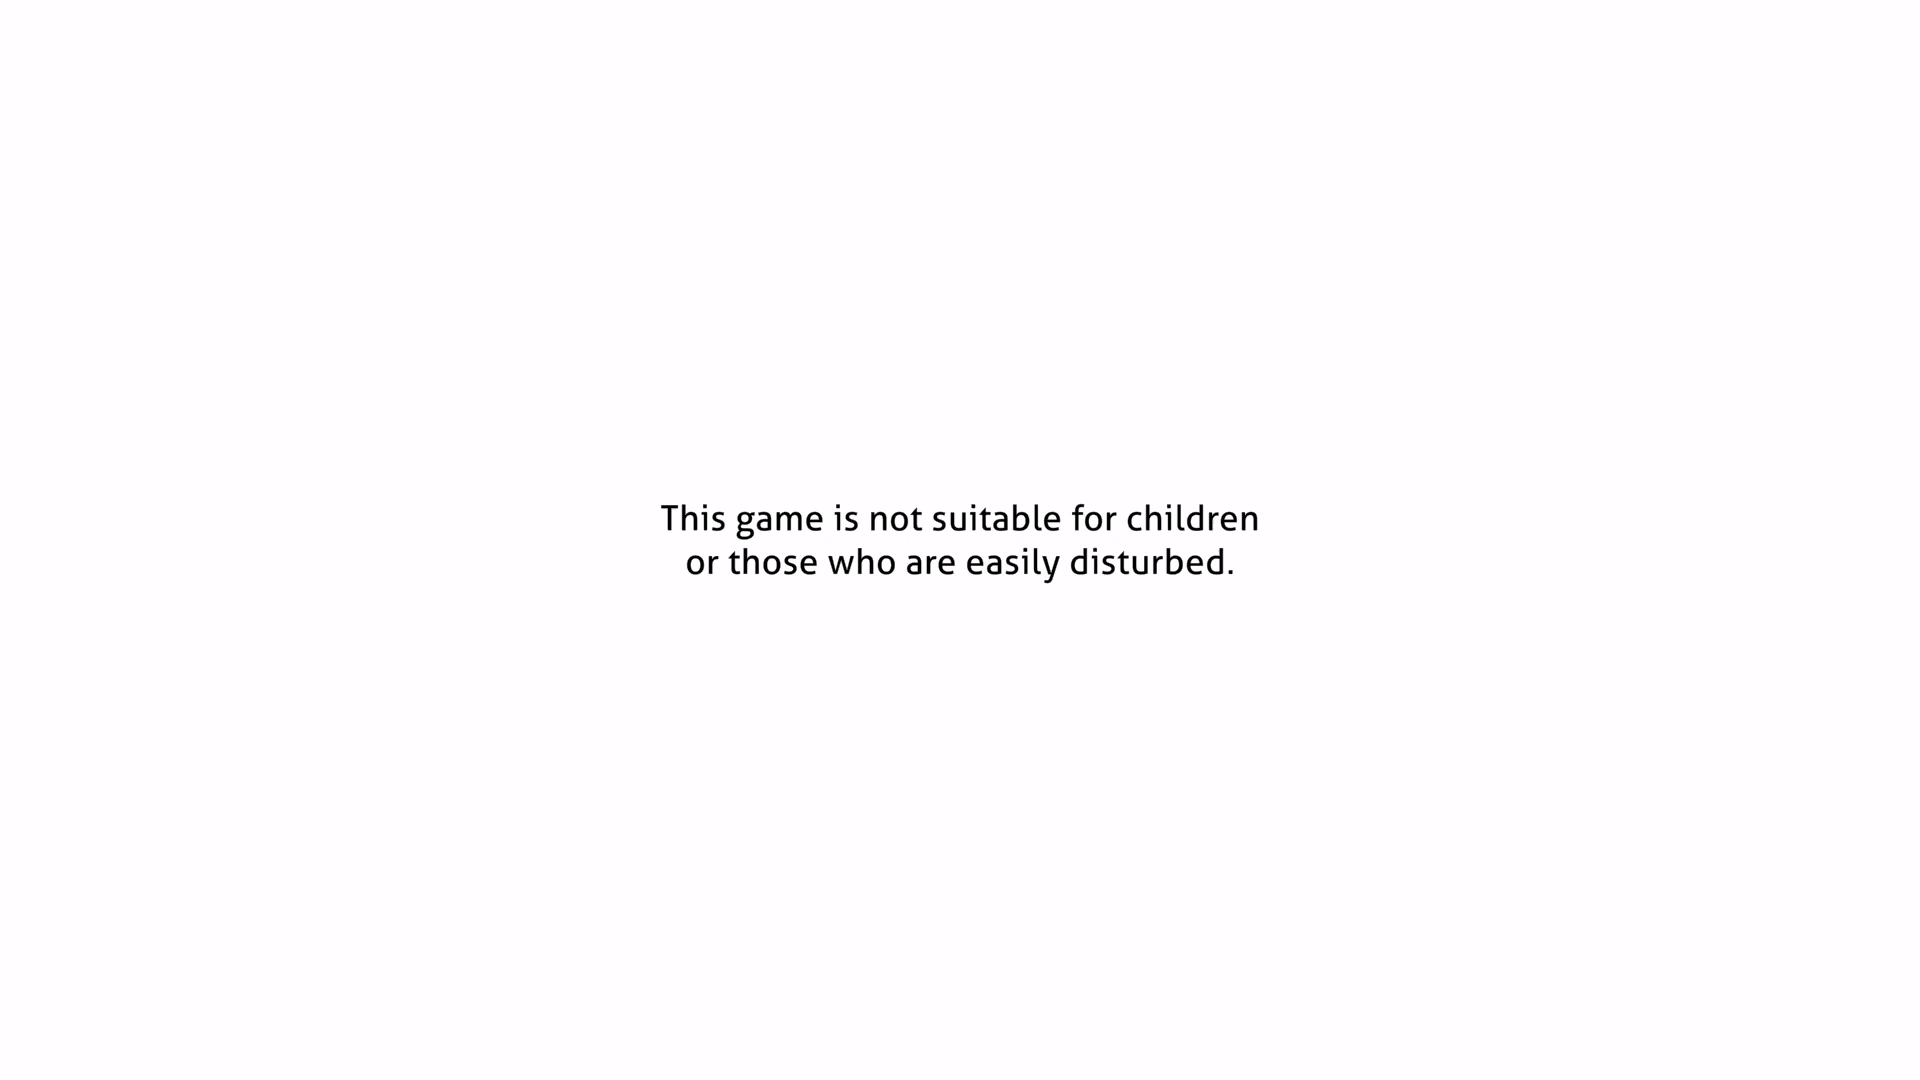 This game is not suitable for children
or those who are easily disturbed.